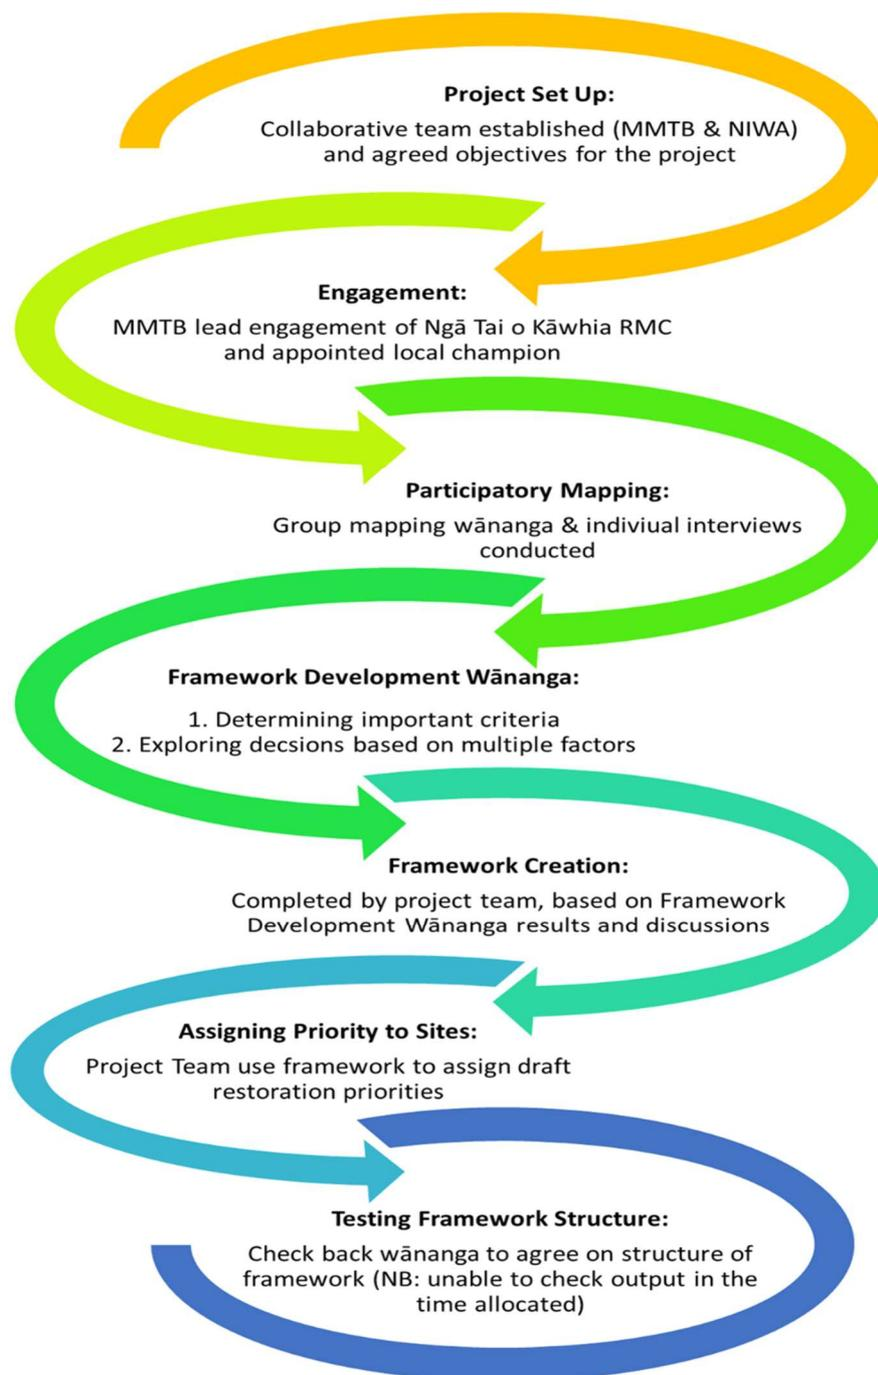 Project Set Up:
Collaborative team established (MMTB & NIWA)
and agreed objectives for the project
Engagement:
MMTB lead engagement of Ngā Tai o Kāwhia RMC
and appointed local champion
Participatory Mapping:
Group mapping wānanga & indiviual interviews
conducted
Framework Development Wānanga:
1. Determining important criteria
2. Exploring decsions based on multiple factors
Framework Creation:
Completed by project team, based on Framework
Development Wānanga results and discussions
Assigning Priority to Sites:
Project Team use framework to assign draft
restoration priorities
Testing Framework Structure:
Check back wānanga to agree on structure of
framework (NB: unable to check output in the
time allocated)